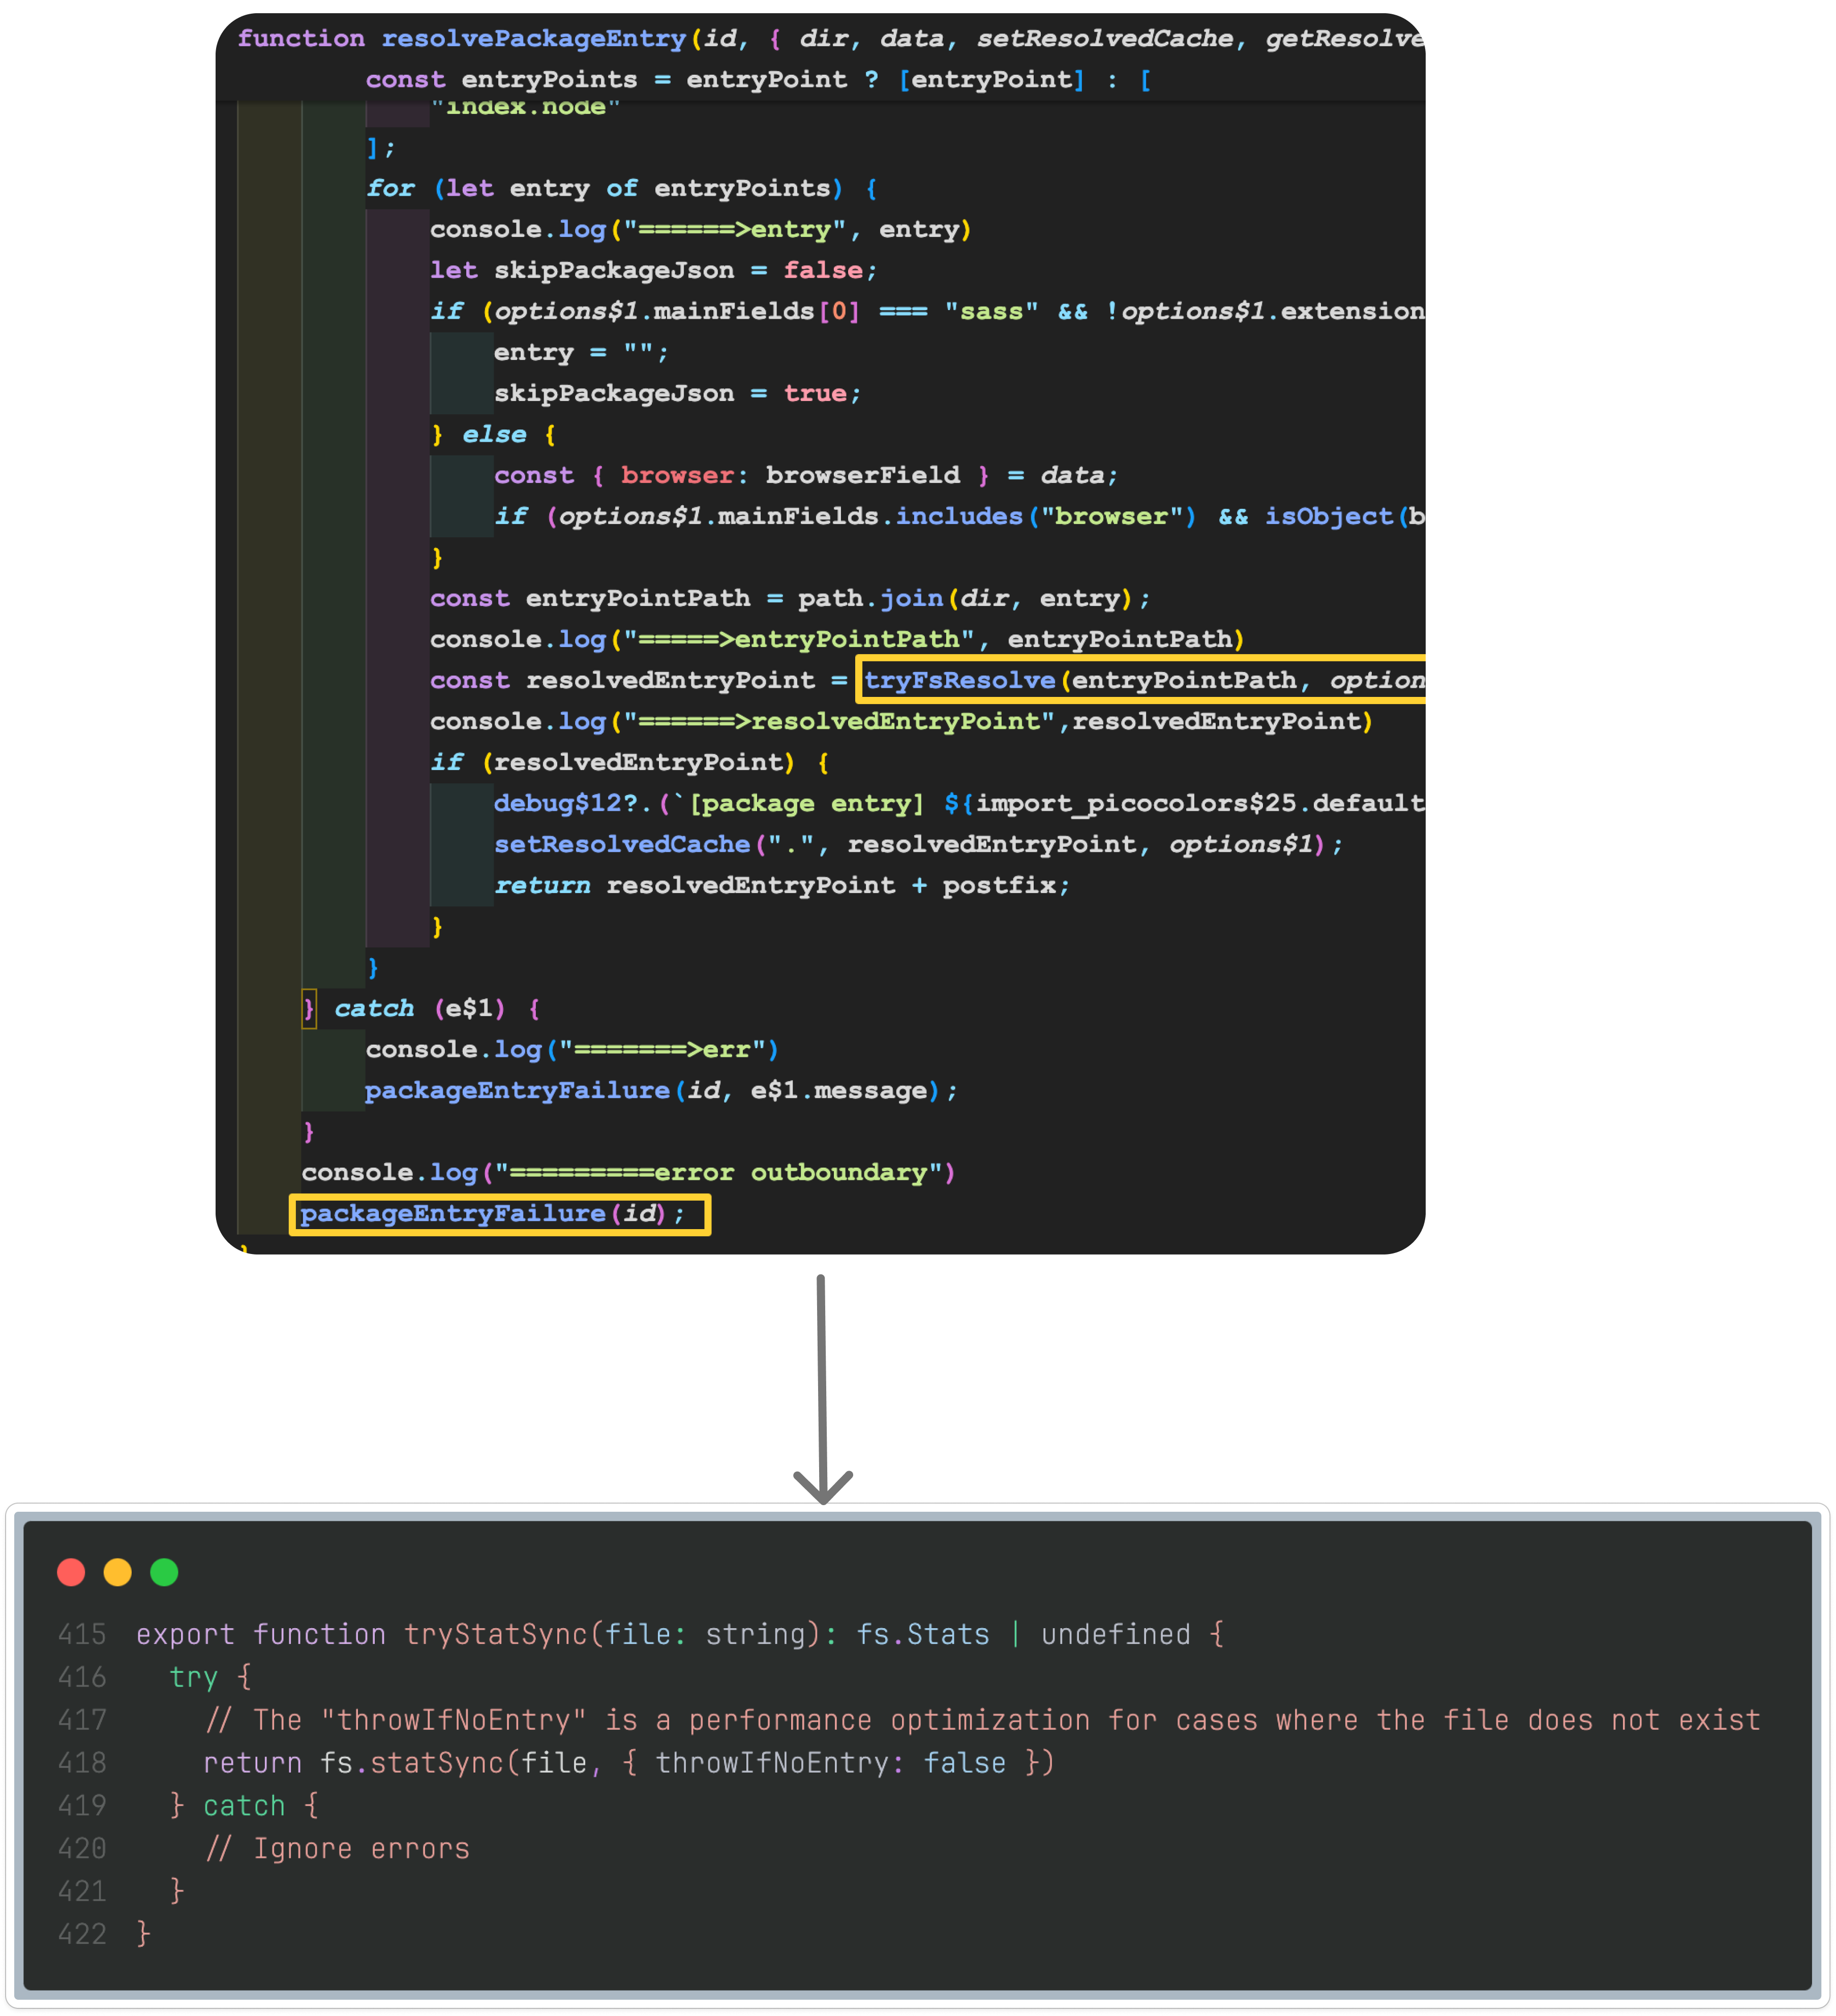 function resolvePackageEntry(id, { dir, data, setResolvedCache, getResolve
const entryPoints = entryPoint ? [entryPoint] : [
"index.node"
];
for (let entry of entryPoints) {
console.log("======>entry", entry)
let skipPackageJson = false;
if (options$1.mainFields[0] === "sass" && !options$1.extension
entry = "";
skipPackageJson = true;
} else {
const { browser: browserField } = data;
if (options$1.mainFields.includes("browser") && isObject(b
}
const entryPointPath = path.join(dir, entry);
console.log("=====>entryPointPath", entryPointPath)
const resolvedEntryPoint = tryFsResolve(entryPointPath, option
console.log("======>resolvedEntryPoint",resolvedEntryPoint)
if (resolvedEntryPoint) {
debug$12?.(`[package entry] ${import_picocolors$25.default
setResolvedCache(".", resolvedEntryPoint, options$1);
return resolvedEntryPoint + postfix;
}
}
} catch (e$1) {
console.log("=======>err")
packageEntryFailure(id, e$1.message);
}
console.log("=========error outboundary")
packageEntryFailure(id);
}
415 export function tryStatSync(file: string): fs.Stats | undefined {
416 try {
417 // The "throwIfNoEntry" is a performance optimization for cases where the file does not exist
418 return fs.statSync(file, { throwIfNoEntry: false })
419 } catch {
420 // Ignore errors
421 }
422 }